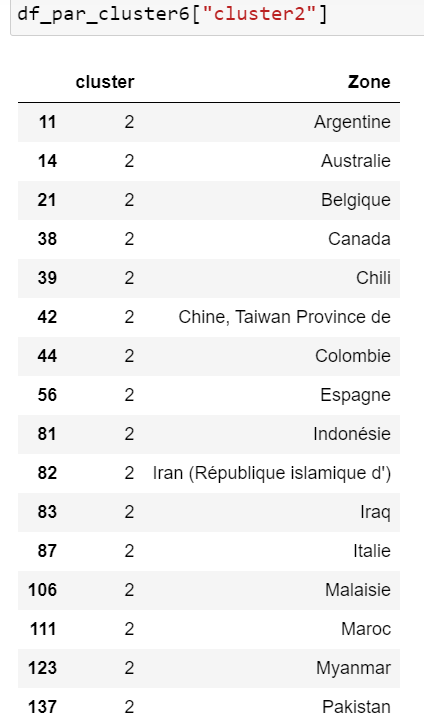 df_par_cluster6["cluster2"]
cluster Zone
11 2 Argentine
14 2 Australie
21 2 Belgique
38 2 Canada
39 2 Chili
42 2 Chine, Taiwan Province de
44 2 Colombie
56 2 Espagne
81 2 Indonésie
82 2 Iran (République islamique d')
83 2 Iraq
87 2 Italie
106 2 Malaisie
111 2 Maroc
123 2 Myanmar
137 2 Pakistan